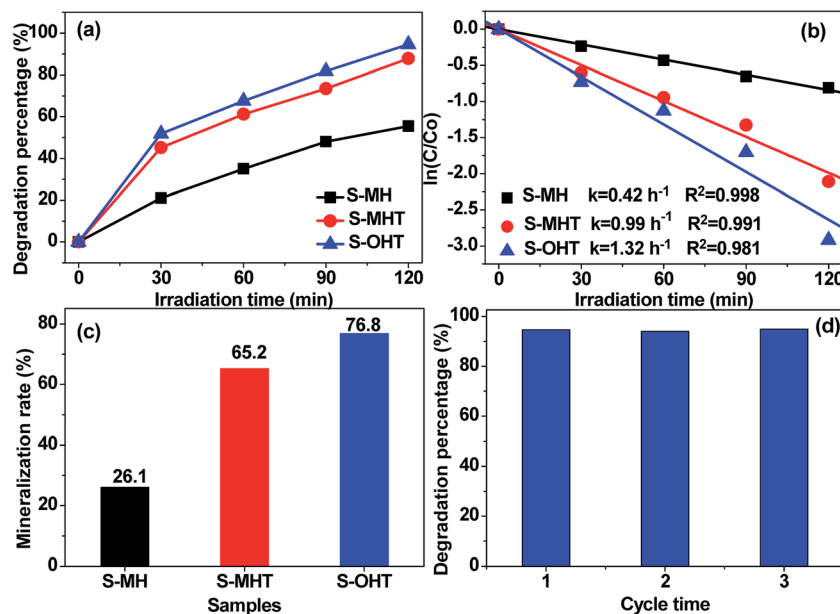 (a)
Degradation percentage (%)
100
80
60
40
20
0
S-MH
S-MHT
S-OHT
0 30 60 90 120
Irradiation time (min)
(b)
ln(C/Co)
0.0
-0.5
-1.0
-1.5
-2.0
-2.5
-3.0
S-MH k=0.42 h⁻¹ R²=0.998
S-MHT k=0.99 h⁻¹ R²=0.991
S-OHT k=1.32 h⁻¹ R²=0.981
0 30 60 90 120
Irradiation time (min)
(c)
Mineralization rate (%)
80
60
40
20
0
26.1
65.2
76.8
S-MH S-MHT S-OHT
Samples
(d)
Degradation percentage (%)
100
80
60
40
20
0
1 2 3
Cycle time